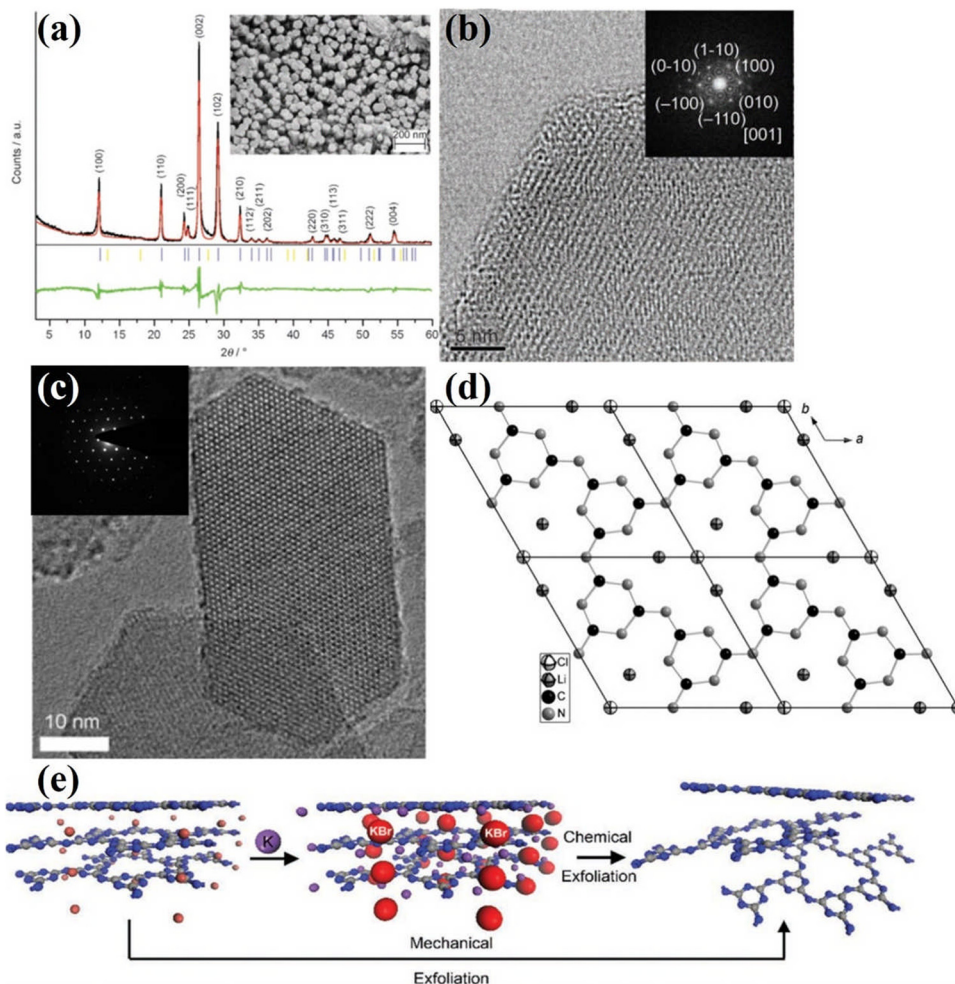 (a)
Counts / a.u.
(100)
(110)
(200)
(111)
(002)
(102)
(210)
(112)
(211)
(202)
(220)
(310)
(113)
(311)
(222)
(004)
200 nm
5 10 15 20 25 30 35 40 45 50 55 60
2θ / °
(b)
(1-10)
(0-10) (100)
(−100) (010)
(−110)
[001]
5 nm
(c)
10 nm
(d)
b
a
Cl
Li
C
N
(e)
K
KBr KBr
Chemical
Exfoliation
Mechanical
Exfoliation